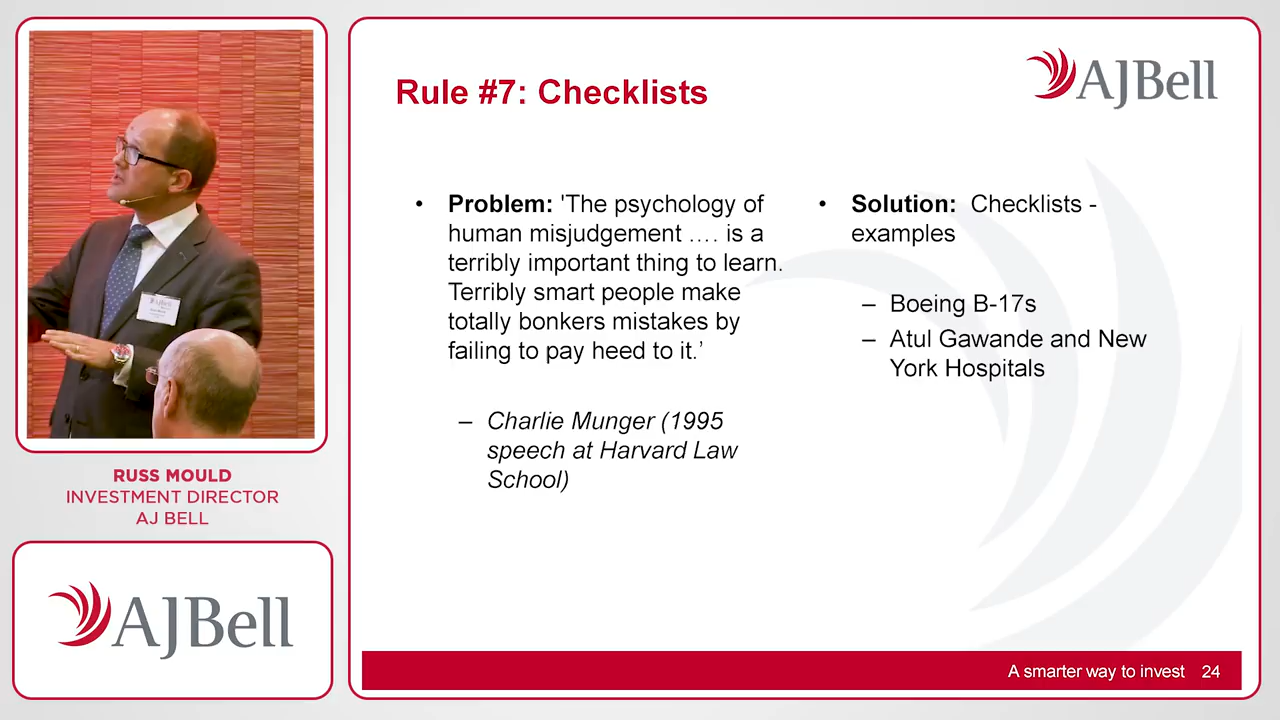 Rule #7: Checklists
AJBell
• Problem: 'The psychology of
human misjudgement …. is a
terribly important thing to learn.
Terribly smart people make
totally bonkers mistakes by
failing to pay heed to it.’
– Charlie Munger (1995
speech at Harvard Law
School)
• Solution: Checklists -
examples
– Boeing B-17s
– Atul Gawande and New
York Hospitals
A smarter way to invest 24
RUSS MOULD
INVESTMENT DIRECTOR
AJ BELL
AJBell
AJBell